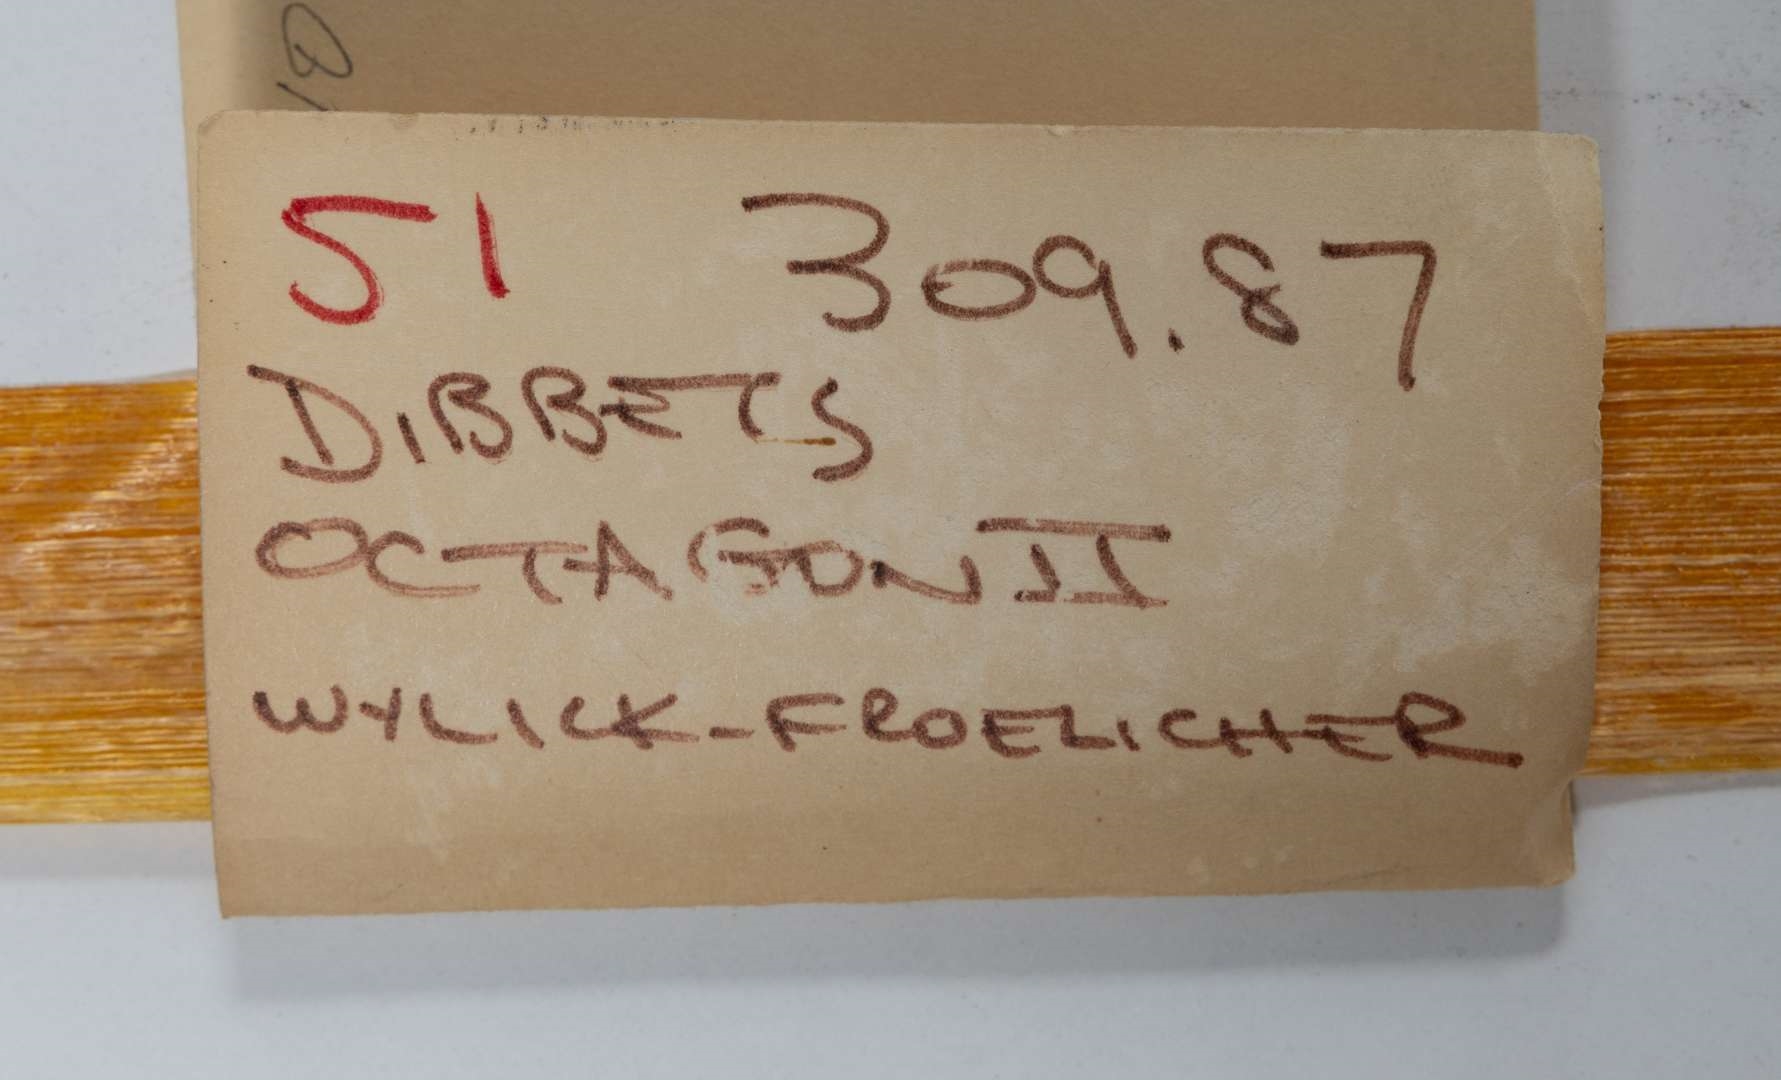 51 309.87
DIBBETS
OCTAGON II
WYLICK-FROELICHER